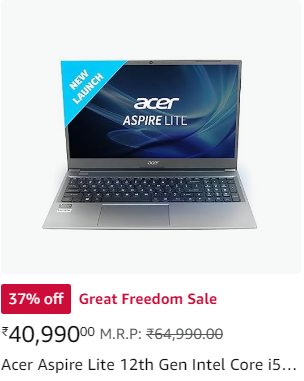 NEW
LAUNCH
acer
ASPIRE LITE
acer
37% off Great Freedom Sale
₹40,990⁰⁰ M.R.P: ₹64,990.00
Acer Aspire Lite 12th Gen Intel Core i5...